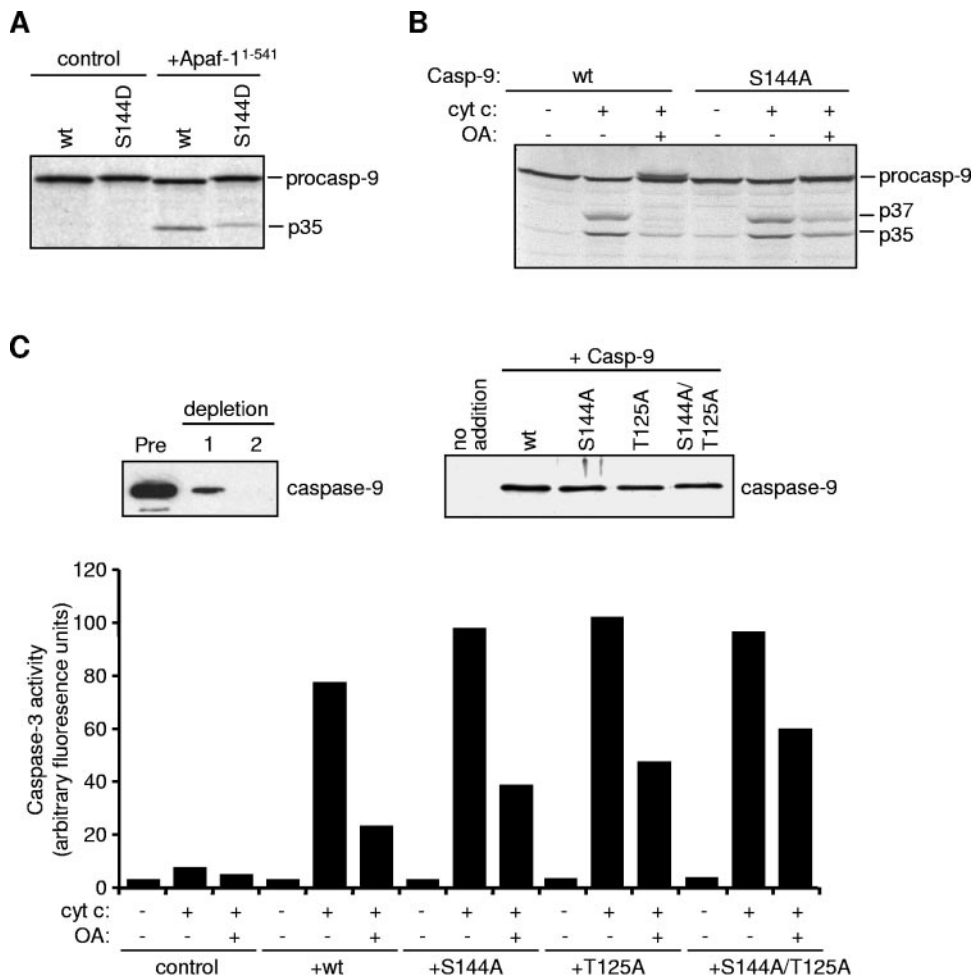 A
control +Apaf-1¹⁻⁵⁴¹
wt S144D wt S144D
procasp-9
p35
B
Casp-9: wt S144A
cyt c: - + + - + +
OA: - - + - - +
procasp-9
p37
p35
C
depletion
Pre 1 2
caspase-9
+ Casp-9
no addition wt S144A T125A S144A/T125A
caspase-9
Caspase-3 activity
(arbitrary fluoresence units)
120
100
80
60
40
20
0
cyt c: - + + - + + - + + - + + - + +
OA: - - + - - + - - + - - + - - +
control +wt +S144A +T125A +S144A/T125A